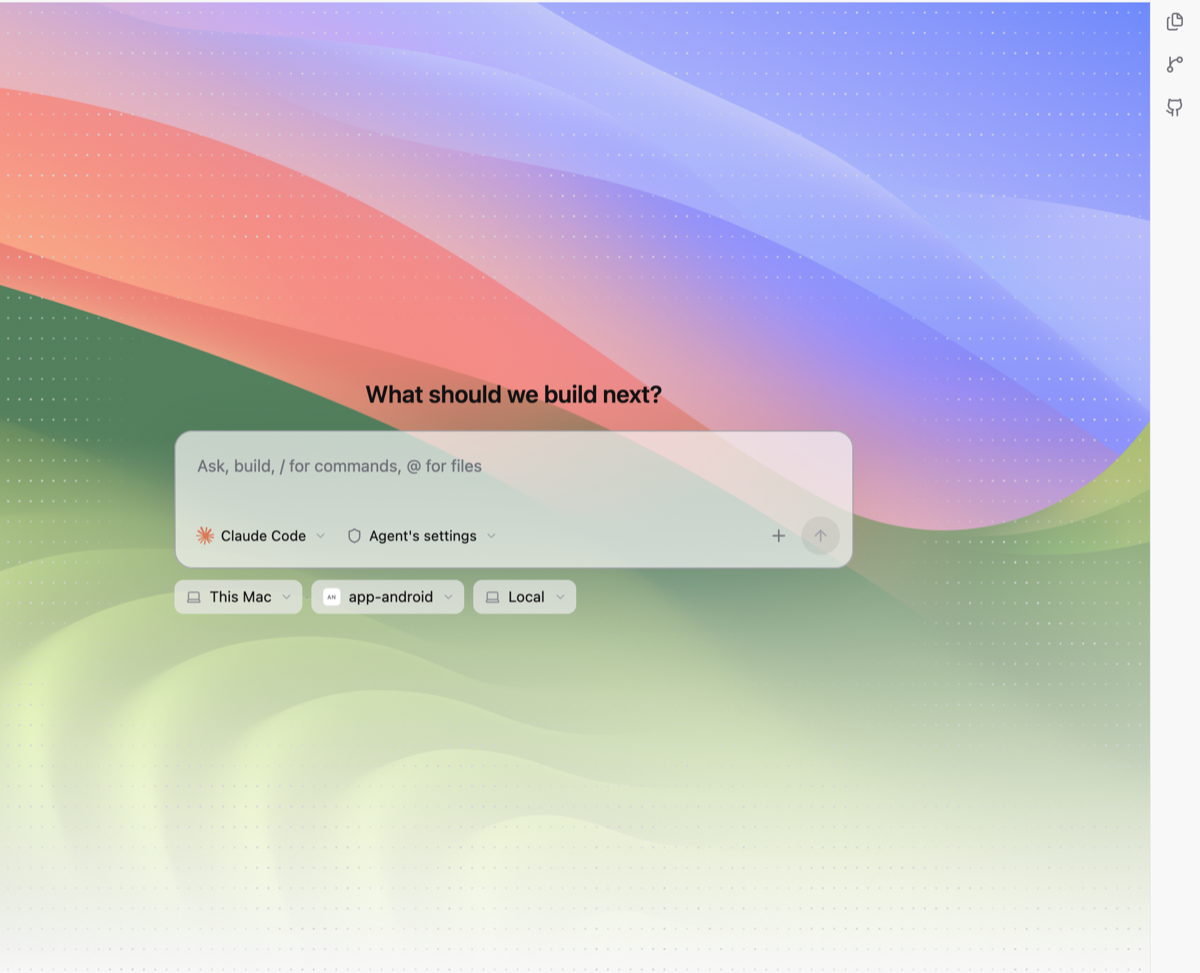 What should we build next?
Ask, build, / for commands, @ for files
Claude Code
Agent's settings
This Mac
AN
app-android
Local